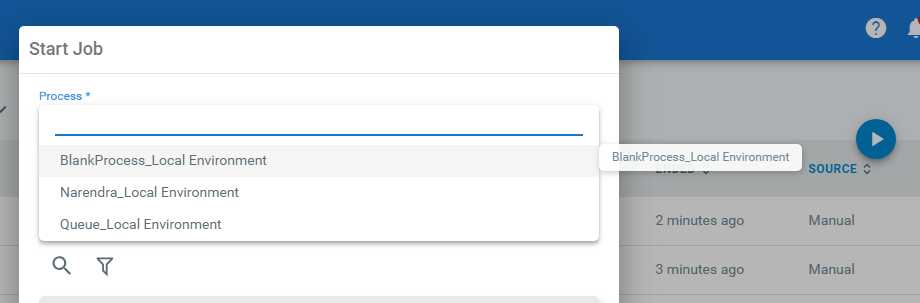 Start Job
Process *
BlankProcess_Local Environment
BlankProcess_Local Environment
Narendra_Local Environment
Queue_Local Environment
ENDED SOURCE
2 minutes ago Manual
3 minutes ago Manual